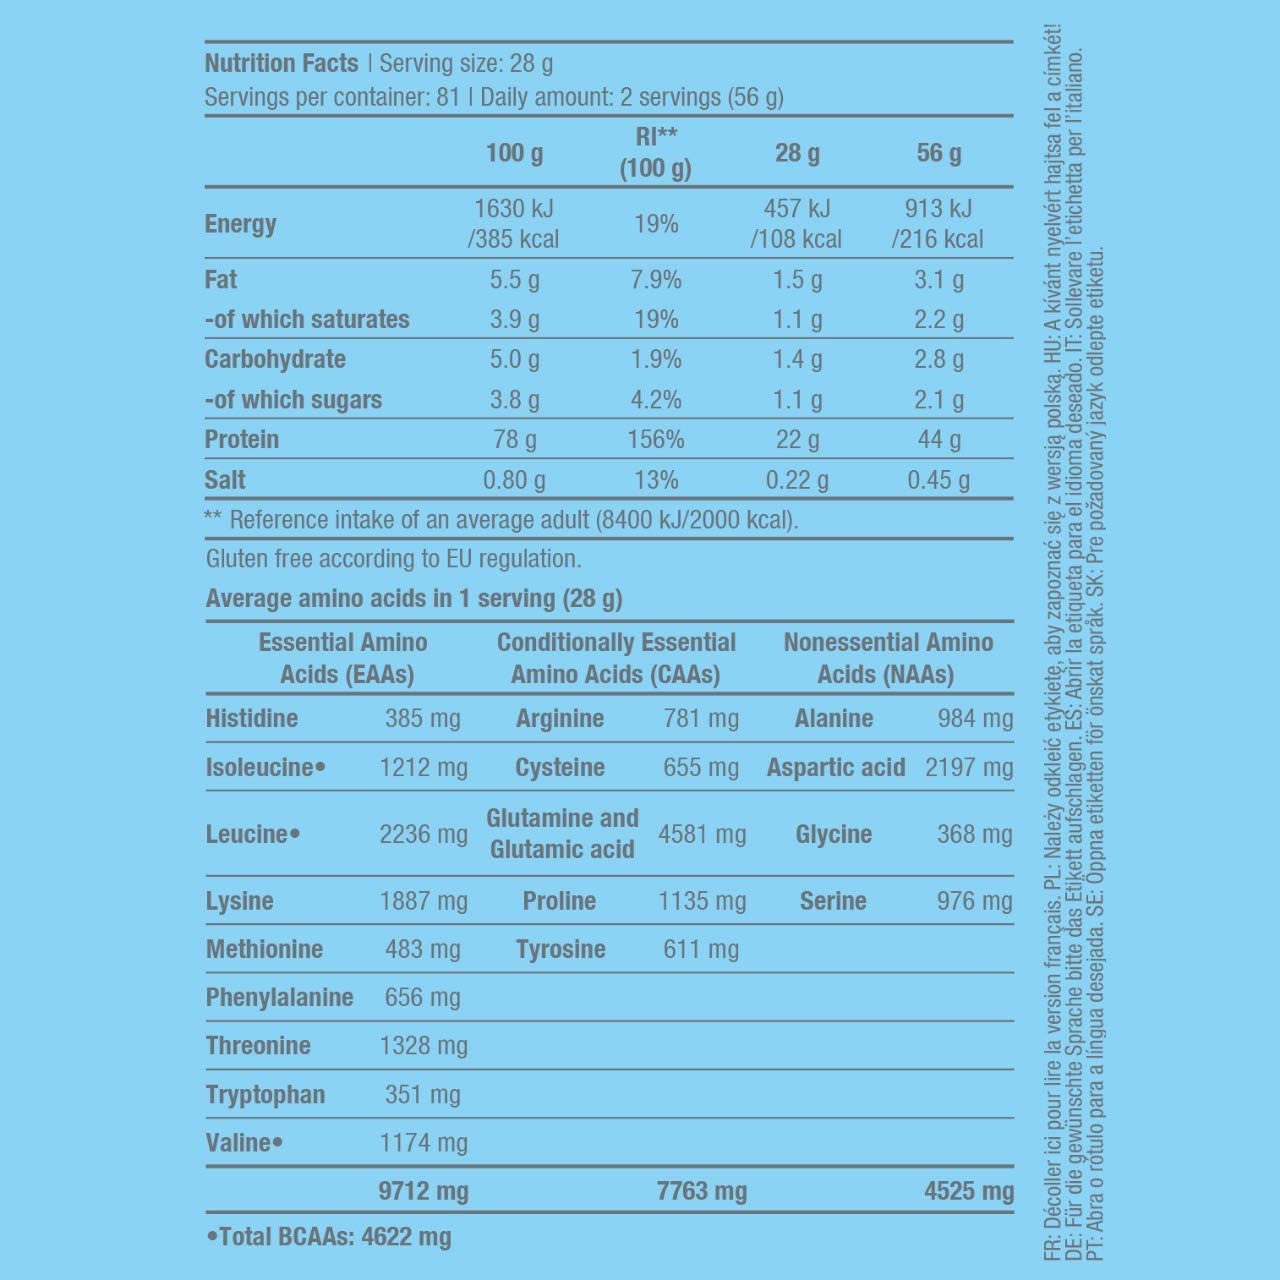 Nutrition Facts | Serving size: 28 g
Servings per container: 81 | Daily amount: 2 servings (56 g)
100 g RI** (100 g) 28 g 56 g
Energy 1630 kJ /385 kcal 19% 457 kJ /108 kcal 913 kJ /216 kcal
Fat 5.5 g 7.9% 1.5 g 3.1 g
-of which saturates 3.9 g 19% 1.1 g 2.2 g
Carbohydrate 5.0 g 1.9% 1.4 g 2.8 g
-of which sugars 3.8 g 4.2% 1.1 g 2.1 g
Protein 78 g 156% 22 g 44 g
Salt 0.80 g 13% 0.22 g 0.45 g
** Reference intake of an average adult (8400 kJ/2000 kcal).
Gluten free according to EU regulation.
Average amino acids in 1 serving (28 g)
Essential Amino Acids (EAAs) Conditionally Essential Amino Acids (CAAs) Nonessential Amino Acids (NAAs)
Histidine 385 mg Arginine 781 mg Alanine 984 mg
Isoleucine• 1212 mg Cysteine 655 mg Aspartic acid 2197 mg
Leucine• 2236 mg Glutamine and Glutamic acid 4581 mg Glycine 368 mg
Lysine 1887 mg Proline 1135 mg Serine 976 mg
Methionine 483 mg Tyrosine 611 mg
Phenylalanine 656 mg
Threonine 1328 mg
Tryptophan 351 mg
Valine• 1174 mg
9712 mg 7763 mg 4525 mg
•Total BCAAs: 4622 mg
FR: Décoller ici pour lire la version français. PL: Należy odkleić etykietę, aby zapoznać się z wersją polską. HU: A kívánt nyelvért hajtsa fel a címkét!
DE: Für die gewünschte Sprache bitte das Etikett aufschlagen. ES: Abrir la etiqueta para el idioma deseado. IT: Sollevare l'etichetta per l'italiano.
PT: Abra o rótulo para a língua desejada. SE: Öppna etiketten för önskat språk. SK: Pre požadovaný jazyk odlepte etiketu.